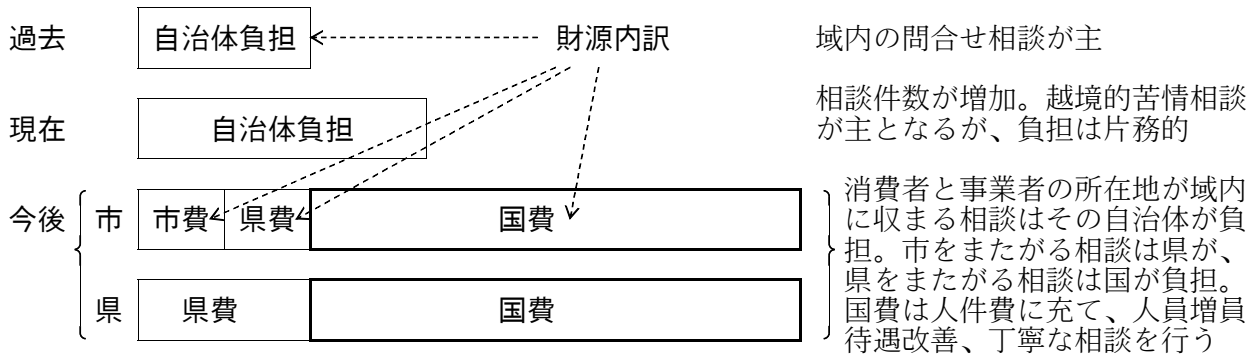 過去 自治体負担 財源内訳 域内の問合せ相談が主
相談件数が増加。越境的苦情相談
現在 自治体負担
が主となるが、負担は片務的
消費者と事業者の所在地が域内
今後 市 市費 県費 国費
に収まる相談はその自治体が負
担。市をまたがる相談は県が、
県をまたがる相談は国が負担。
県 県費 国費
国費は人件費に充て、人員増員
待遇改善、丁寧な相談を行う